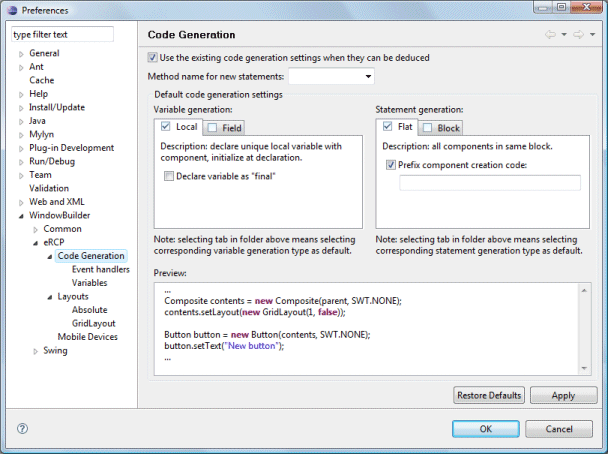 Preferences
type filter text
General
Ant
Cache
Help
Install/Update
Java
Mylyn
Plug-in Development
Run/Debug
Team
Validation
Web and XML
WindowBuilder
Common
eRCP
Code Generation
Event handlers
Variables
Layouts
Absolute
GridLayout
Mobile Devices
Swing
Code Generation
Use the existing code generation settings when they can be deduced
Method name for new statements:
Default code generation settings
Variable generation:
Local Field
Description: declare unique local variable with
component, initialize at declaration.
Declare variable as "final"
Note: selecting tab in folder above means selecting
corresponding variable generation type as default.
Statement generation:
Flat Block
Description: all components in same block.
Prefix component creation code:
Note: selecting tab in folder above means selecting
corresponding statement generation type as default.
Preview:
...
Composite contents = new Composite(parent, SWT.NONE);
contents.setLayout(new GridLayout(1, false));
Button button = new Button(contents, SWT.NONE);
button.setText("New button");
...
Restore Defaults Apply
OK Cancel